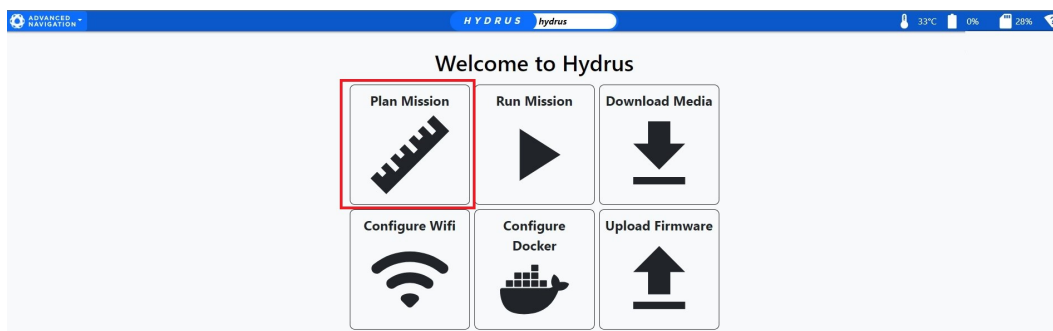 ADVANCED
NAVIGATION
HYDRUS hydrus
33°C 0% 28%
Welcome to Hydrus
Plan Mission Run Mission Download Media
Configure Wifi Configure Docker Upload Firmware